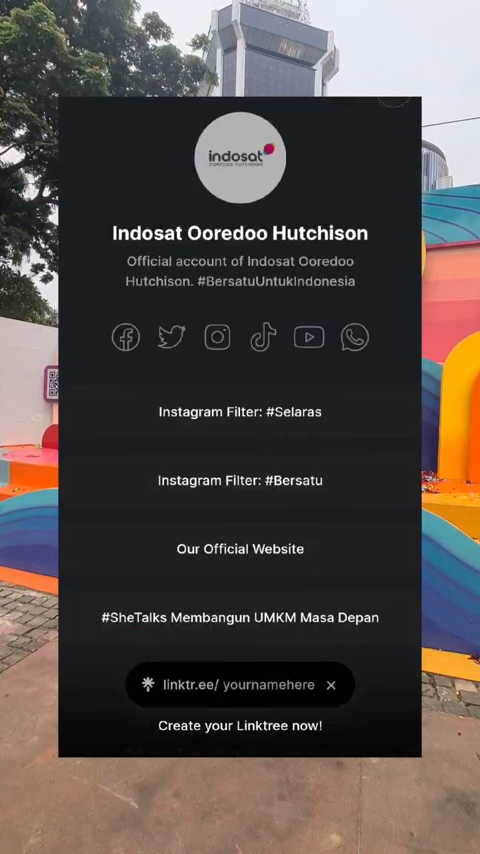 indosat
OOREDOO HUTCHISON
Indosat Ooredoo Hutchison
Official account of Indosat Ooredoo
Hutchison. #BersatuUntukIndonesia
Instagram Filter: #Selaras
Instagram Filter: #Bersatu
Our Official Website
#SheTalks Membangun UMKM Masa Depan
linktr.ee/ yournamehere
Create your Linktree now!